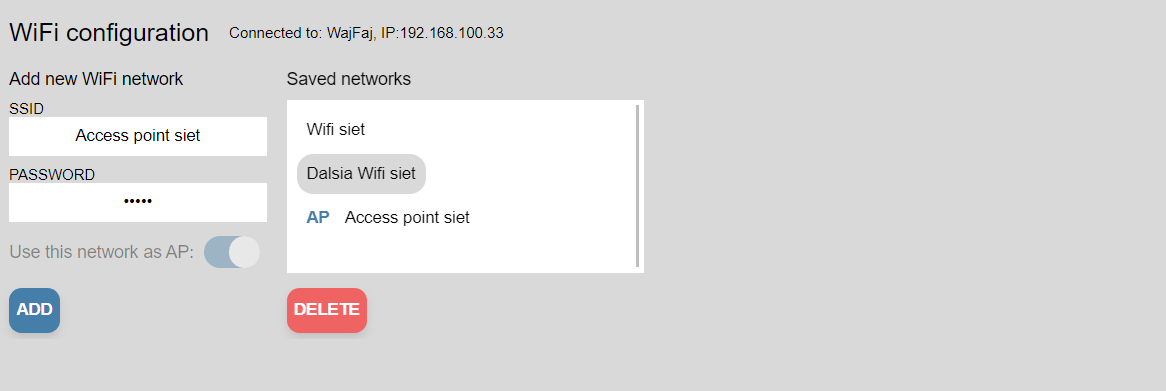 WiFi configuration Connected to: WajFaj, IP:192.168.100.33
Add new WiFi network
SSID
Access point siet
PASSWORD
•••••
Use this network as AP:
ADD
Saved networks
Wifi siet
Dalsia Wifi siet
AP Access point siet
DELETE